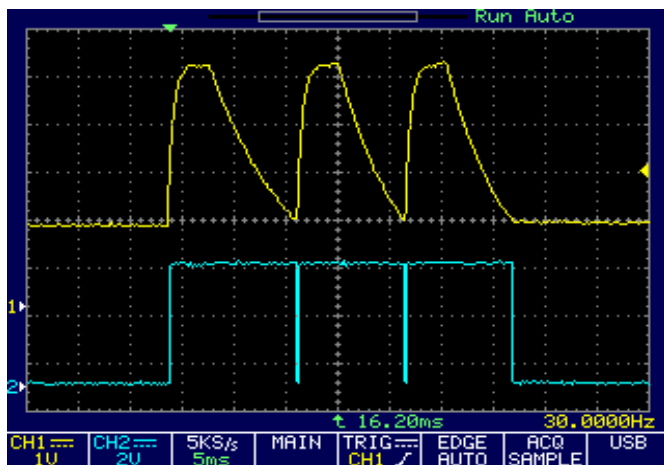 Run Auto
1
2
16.20ms 30.0000Hz
CH1 CH2 5KS/s MAIN TRIG EDGE ACQ USB
1V 2V 5ms CH1 AUTO SAMPLE